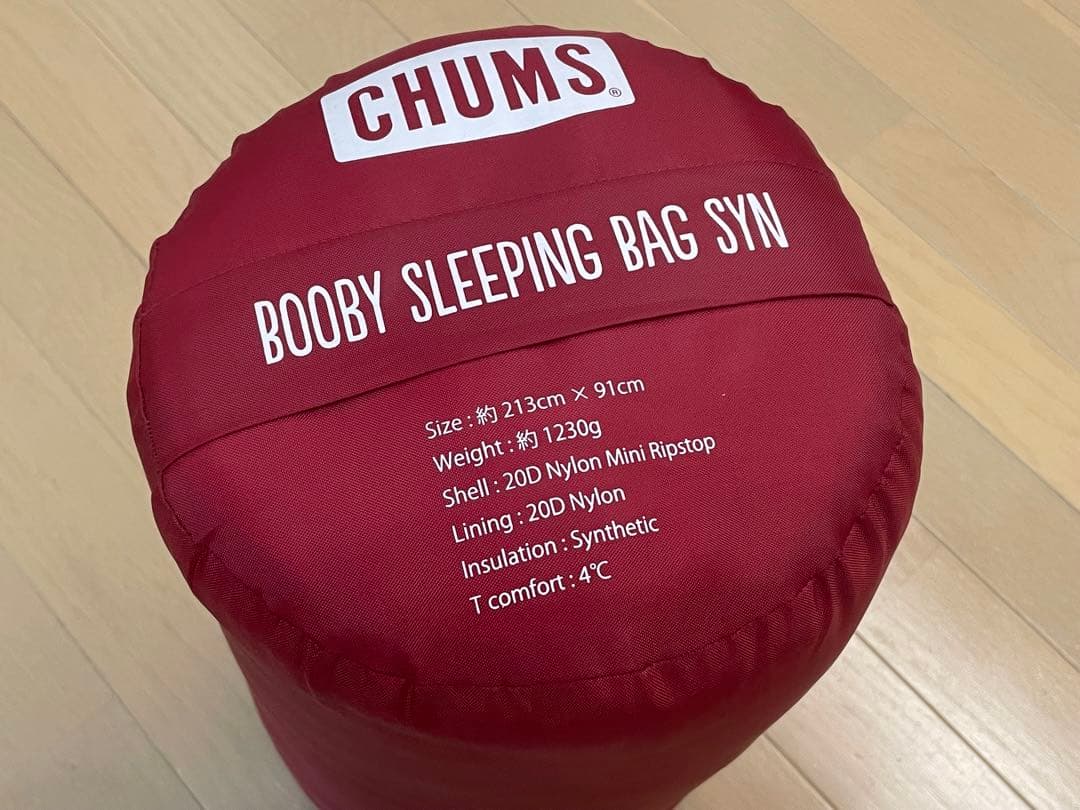 CHUMS®
BOOBY SLEEPING BAG SYN
Size : 約 213cm × 91cm
Weight : 約 1230g
Shell : 20D Nylon Mini Ripstop
Lining : 20D Nylon
Insulation : Synthetic
T comfort : 4℃